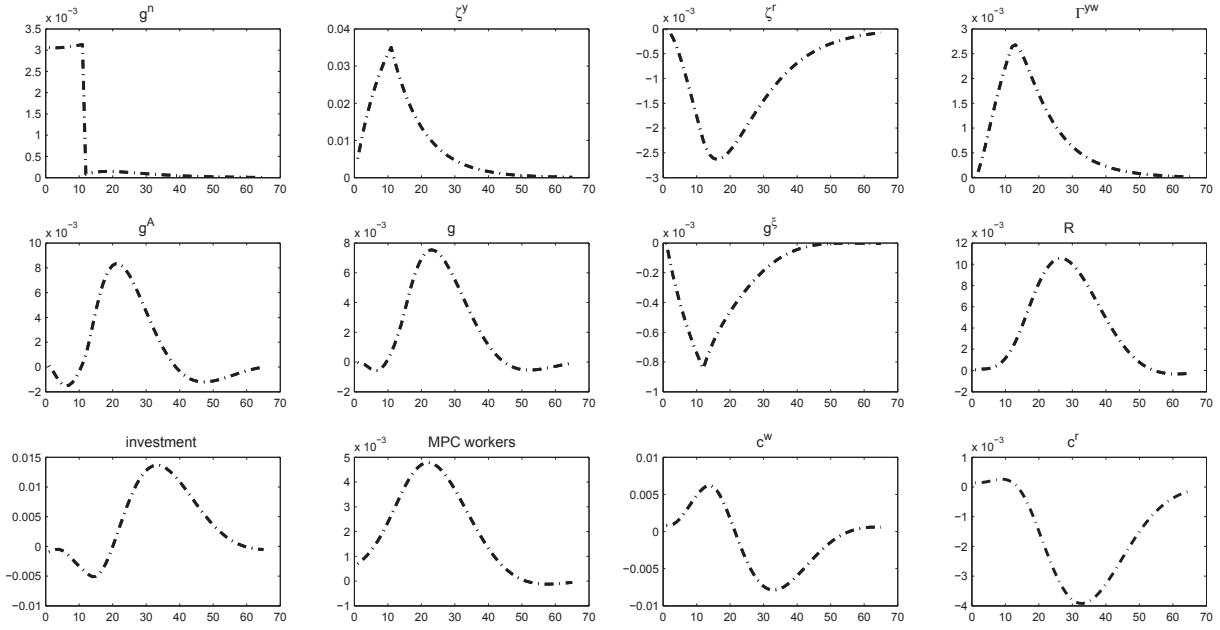 g^n
x 10^−3
3.5
3
2.5
2
1.5
1
0.5
0
0 10 20 30 40 50 60 70
ζ^y
0.04
0.03
0.02
0.01
0
0 10 20 30 40 50 60 70
ζ^r
x 10^−3
0
−0.5
−1
−1.5
−2
−2.5
−3
0 10 20 30 40 50 60 70
Γ^yw
x 10^−3
3
2.5
2
1.5
1
0.5
0
0 10 20 30 40 50 60 70
g^A
x 10^−3
10
8
6
4
2
0
−2
0 10 20 30 40 50 60 70
g
x 10^−3
8
6
4
2
0
−2
0 10 20 30 40 50 60 70
g^ξ
x 10^−3
0
−0.2
−0.4
−0.6
−0.8
−1
0 10 20 30 40 50 60 70
R
x 10^−3
12
10
8
6
4
2
0
−2
0 10 20 30 40 50 60 70
investment
0.015
0.01
0.005
0
−0.005
−0.01
0 10 20 30 40 50 60 70
MPC workers
x 10^−3
5
4
3
2
1
0
−1
0 10 20 30 40 50 60 70
c^w
0.01
0.005
0
−0.005
−0.01
0 10 20 30 40 50 60 70
c^r
x 10^−3
1
0
−1
−2
−3
−4
0 10 20 30 40 50 60 70